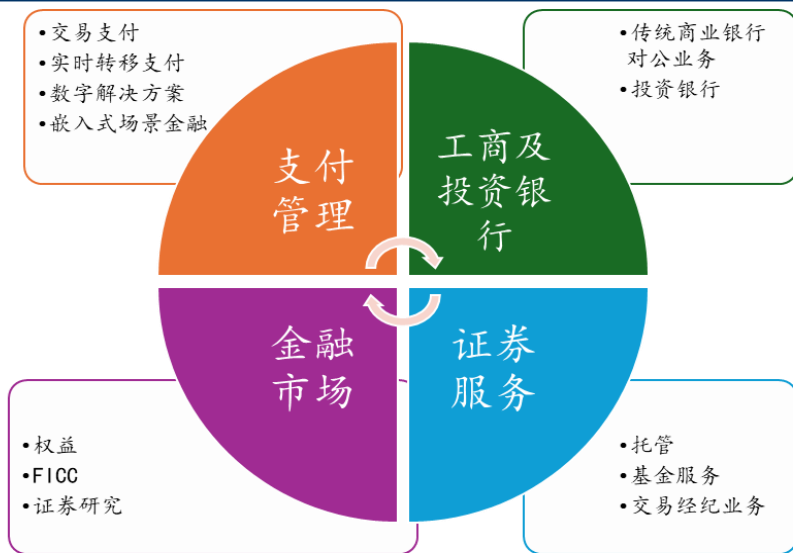 •交易支付
•实时转移支付
•数字解决方案
•嵌入式场景金融
支付
管理
工商及
投资银
行
•传统商业银行
对公业务
•投资银行
金融
市场
证券
服务
•权益
•FICC
•证券研究
•托管
•基金服务
•交易经纪业务